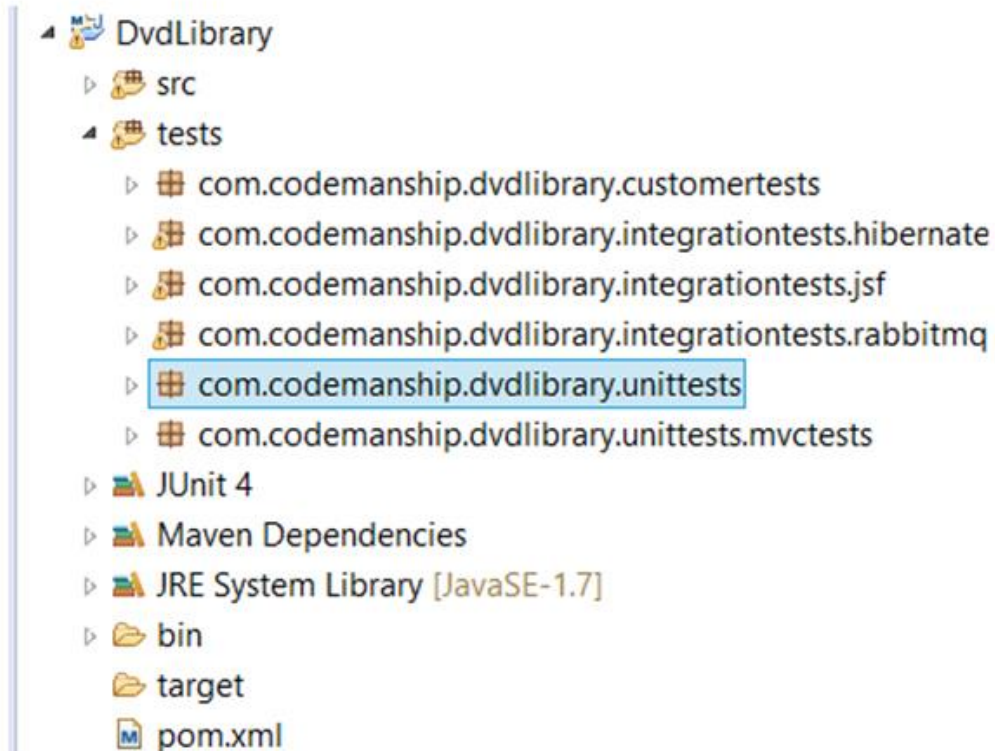 DvdLibrary
src
tests
com.codemanship.dvdlibrary.customertests
com.codemanship.dvdlibrary.integrationtests.hibernate
com.codemanship.dvdlibrary.integrationtests.jsf
com.codemanship.dvdlibrary.integrationtests.rabbitmq
com.codemanship.dvdlibrary.unittests
com.codemanship.dvdlibrary.unittests.mvctests
JUnit 4
Maven Dependencies
JRE System Library [JavaSE-1.7]
bin
target
pom.xml